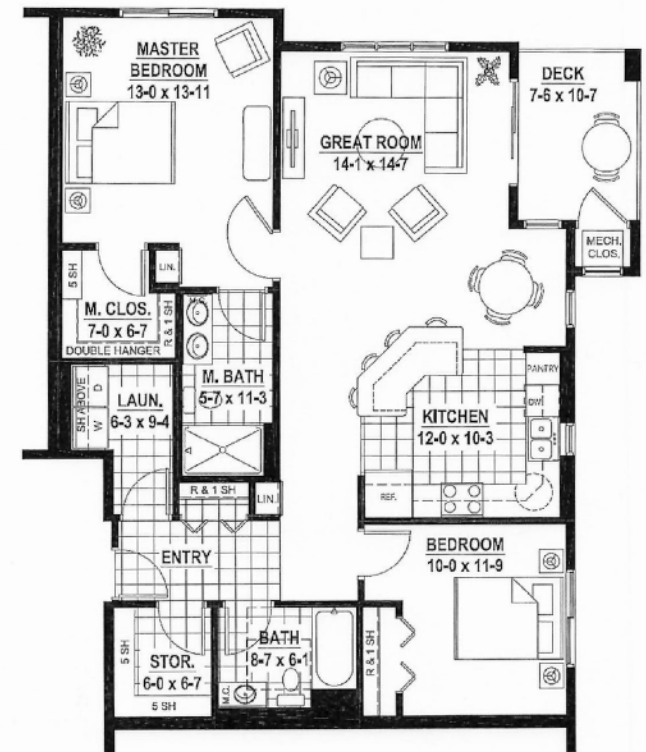 MASTER
BEDROOM
13-0 x 13-11
GREAT ROOM
14-1 x 14-7
DECK
7-6 x 10-7
MECH.
CLOS.
5 SH
LIN.
M. CLOS.
7-0 x 6-7
R & 1 SH
DOUBLE HANGER
M.C.
M. BATH
5-7 x 11-3
SH ABOVE
D
W
LAUN.
6-3 x 9-4
PANTRY
DW
KITCHEN
12-0 x 10-3
REF.
R & 1 SH
LIN.
ENTRY
BEDROOM
10-0 x 11-9
R & 1 SH
BATH
8-7 x 6-1
M.C.
5 SH
STOR.
6-0 x 6-7
5 SH